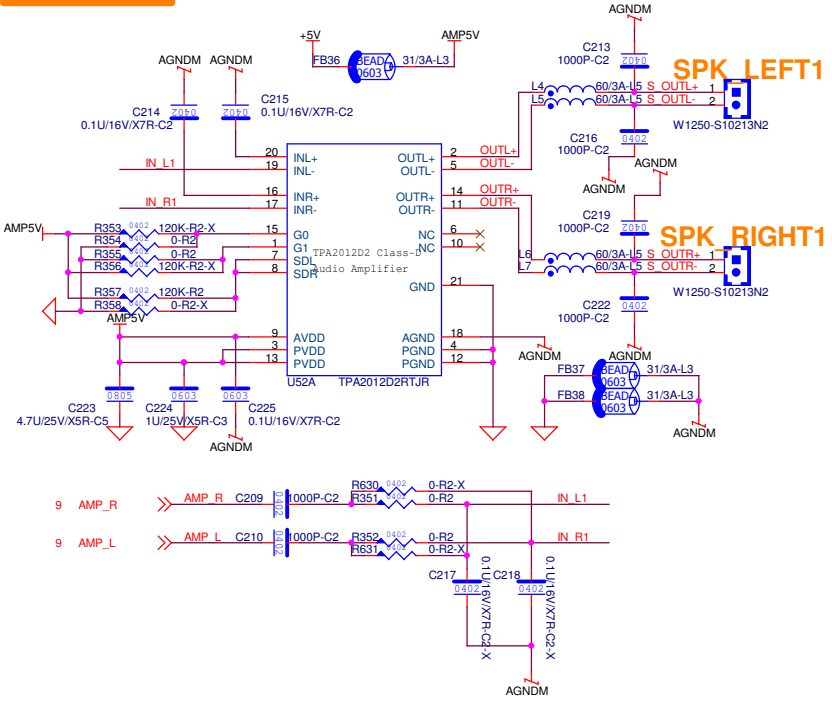 AGNDM
+5V
AMP5V
C213
1000P-C2
0402
FB36
BEAD
0603
31/3A-L3
AGNDM
AGNDM
SPK_LEFT1
C214
0.1U/16V/X7R-C2
0402
C215
0.1U/16V/X7R-C2
0402
L4
60/3A-L5
S_OUTL+
1
L5
60/3A-L5
S_OUTL-
2
W1250-S10213N2
C216
1000P-C2
0402
AGNDM
AGNDM
20
INL+
OUTL+
2
OUTL+
IN_L1
19
INL-
OUTL-
5
OUTL-
16
INR+
OUTR+
14
OUTR+
IN_R1
17
INR-
OUTR-
11
OUTR-
C219
1000P-C2
0402
SPK_RIGHT1
AMP5V
R353
0402
120K-R2-X
15
G0
NC
6
R354
0402
0-R2
1
G1
NC
10
R355
0402
0-R2
7
SDL
R356
0402
120K-R2-X
8
SDR
TPA2012D2 Class-D
Audio Amplifier
L6
60/3A-L5
S_OUTR+
1
L7
60/3A-L5
S_OUTR-
2
W1250-S10213N2
R357
0402
120K-R2
GND
21
R358
0402
0-R2-X
C222
1000P-C2
0402
AMP5V
9
AVDD
AGND
18
3
PVDD
PGND
4
13
PVDD
PGND
12
AGNDM
AGNDM
U52A
TPA2012D2RTJR
FB37
BEAD
0603
31/3A-L3
FB38
BEAD
0603
31/3A-L3
AGNDM
0805
C223
4.7U/25V/X5R-C5
0603
C224
1U/25V/X5R-C3
0603
C225
0.1U/16V/X7R-C2
AGNDM
R630
0402
0-R2-X
9
AMP_R
AMP_R
C209
0402
1000P-C2
R351
0402
0-R2
IN_L1
9
AMP_L
AMP_L
C210
0402
1000P-C2
R352
0402
0-R2
IN_R1
R631
0402
0-R2-X
C217
0402
0.1U/16V/X7R-C2-X
C218
0402
0.1U/16V/X7R-C2-X
AGNDM